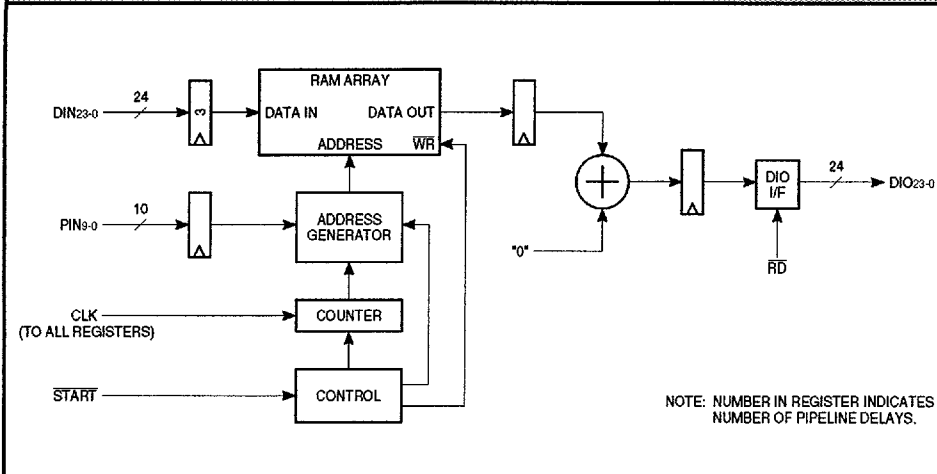 RAM ARRAY
DIN23-0
24
3
DATA IN
DATA OUT
ADDRESS
WR
DIO
I/F
24
DIO23-0
PIN9-0
10
ADDRESS
GENERATOR
"0"
RD
CLK
(TO ALL REGISTERS)
COUNTER
START
CONTROL
NOTE: NUMBER IN REGISTER INDICATES
NUMBER OF PIPELINE DELAYS.